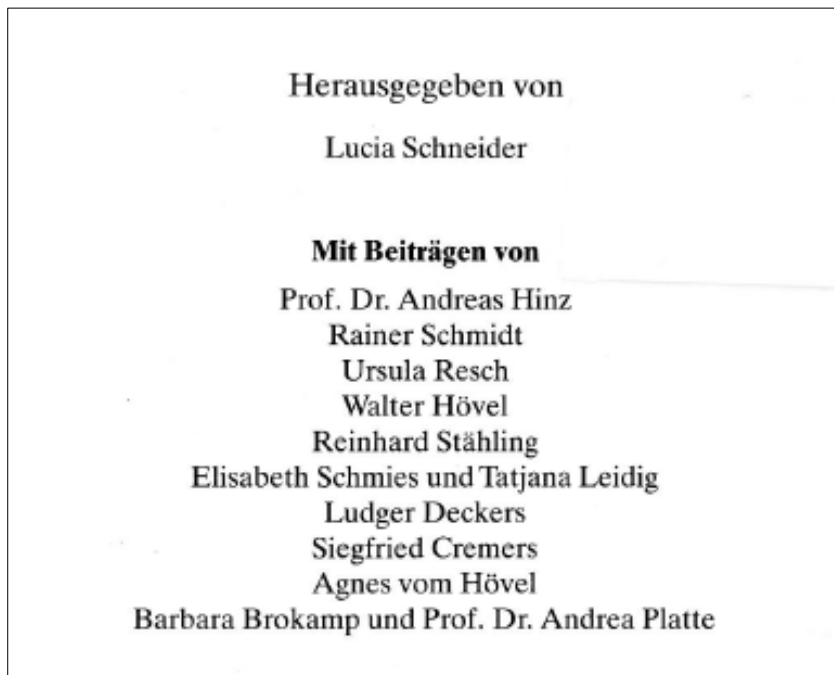 Herausgegeben von
Lucia Schneider
Mit Beiträgen von
Prof. Dr. Andreas Hinz
Rainer Schmidt
Ursula Resch
Walter Hövel
Reinhard Stähling
Elisabeth Schmies und Tatjana Leidig
Ludger Deckers
Siegfried Cremers
Agnes vom Hövel
Barbara Brokamp und Prof. Dr. Andrea Platte